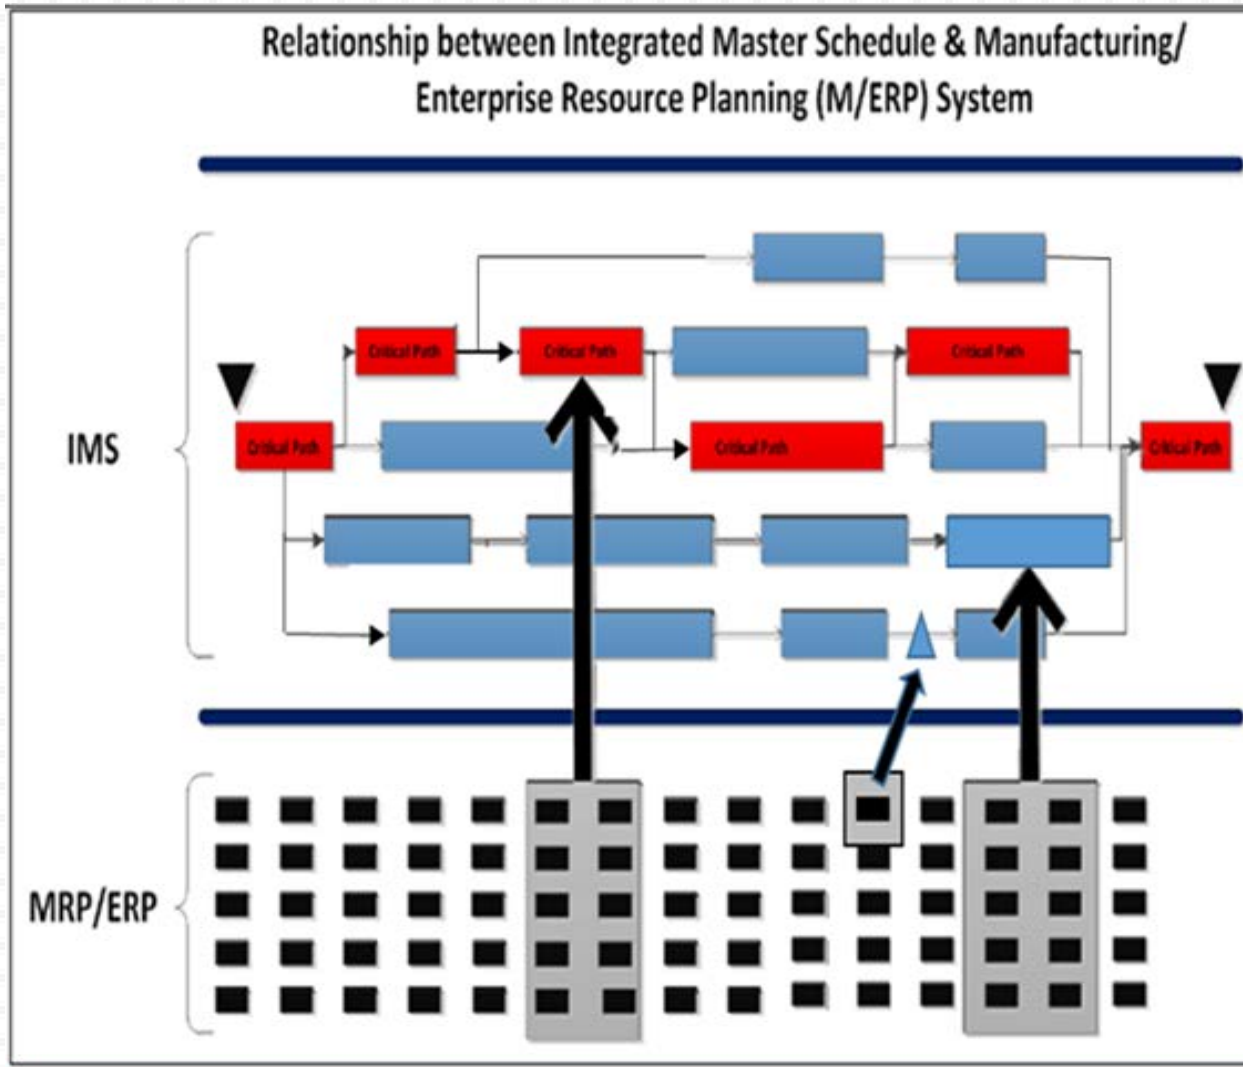 Relationship between Integrated Master Schedule & Manufacturing/
Enterprise Resource Planning (M/ERP) System
Critical Path
Critical Path
Critical Path
IMS
Critical Path
Critical Path
Critical Path
MRP/ERP